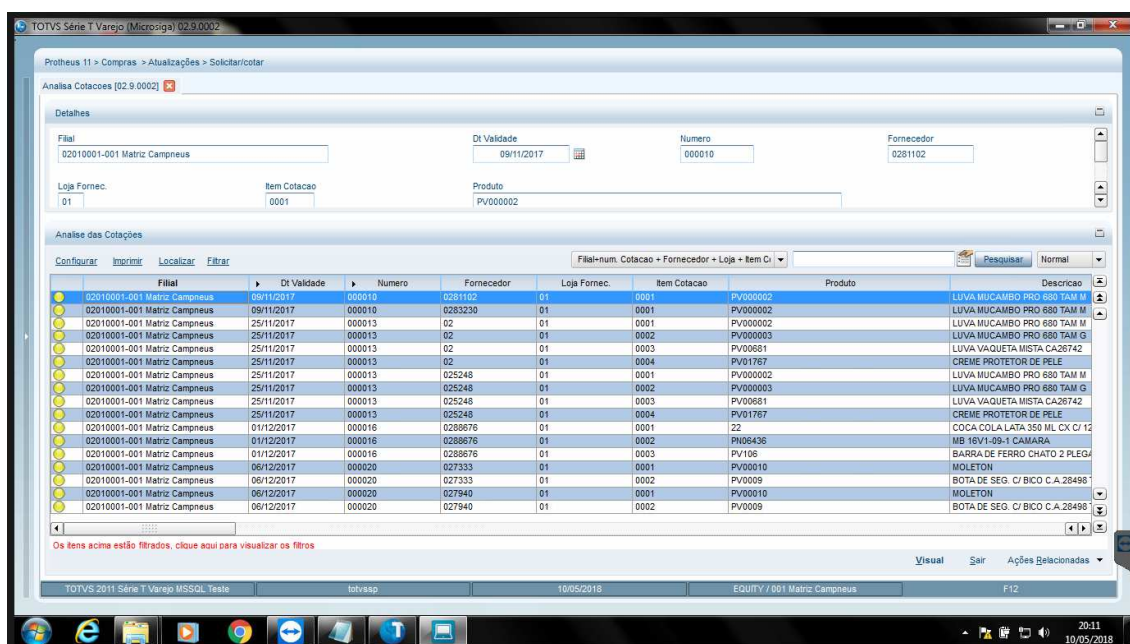 TOTVS Série T Varejo (Microsiga) 02.9.0002
Protheus 11 > Compras > Atualizações > Solicitar/cotar
Analisa Cotacoes [02.9.0002]
Detalhes
Filial Dt Validade Numero Fornecedor
02010001-001 Matriz Campneus 09/11/2017 000010 0281102
Loja Fornec. Item Cotacao Produto
01 0001 PV000002
Analise das Cotações
Configurar Imprimir Localizar Filtrar Filial+num. Cotacao + Fornecedor + Loja + Item C Pesquisar Normal
Filial Dt Validade Numero Fornecedor Loja Fornec. Item Cotacao Produto Descricao
02010001-001 Matriz Campneus 09/11/2017 000010 0281102 01 0001 PV000002 LUVA MUCAMBO PRO 680 TAM M
02010001-001 Matriz Campneus 09/11/2017 000010 0283230 01 0001 PV000002 LUVA MUCAMBO PRO 680 TAM M
02010001-001 Matriz Campneus 25/11/2017 000013 02 01 0001 PV000002 LUVA MUCAMBO PRO 680 TAM M
02010001-001 Matriz Campneus 25/11/2017 000013 02 01 0002 PV000003 LUVA MUCAMBO PRO 680 TAM G
02010001-001 Matriz Campneus 25/11/2017 000013 02 01 0003 PV00681 LUVA VAQUETA MISTA CA26742
02010001-001 Matriz Campneus 25/11/2017 000013 02 01 0004 PV01767 CREME PROTETOR DE PELE
02010001-001 Matriz Campneus 25/11/2017 000013 025248 01 0001 PV000002 LUVA MUCAMBO PRO 680 TAM M
02010001-001 Matriz Campneus 25/11/2017 000013 025248 01 0002 PV000003 LUVA MUCAMBO PRO 680 TAM G
02010001-001 Matriz Campneus 25/11/2017 000013 025248 01 0003 PV00681 LUVA VAQUETA MISTA CA26742
02010001-001 Matriz Campneus 25/11/2017 000013 025248 01 0004 PV01767 CREME PROTETOR DE PELE
02010001-001 Matriz Campneus 01/12/2017 000016 0288676 01 0001 22 COCA COLA LATA 350 ML CX C/ 12
02010001-001 Matriz Campneus 01/12/2017 000016 0288676 01 0002 PN06436 MB 16V1-09-1 CAMARA
02010001-001 Matriz Campneus 01/12/2017 000016 0288676 01 0003 PV106 BARRA DE FERRO CHATO 2 PLEGA
02010001-001 Matriz Campneus 06/12/2017 000020 027333 01 0001 PV00010 MOLETON
02010001-001 Matriz Campneus 06/12/2017 000020 027333 01 0002 PV0009 BOTA DE SEG. C/ BICO C.A.28498
02010001-001 Matriz Campneus 06/12/2017 000020 027940 01 0001 PV00010 MOLETON
02010001-001 Matriz Campneus 06/12/2017 000020 027940 01 0002 PV0009 BOTA DE SEG. C/ BICO C.A.28498
Os itens acima estão filtrados, clique aqui para visualizar os filtros
Visual Sair Ações Relacionadas
TOTVS 2011 Série T Varejo MSSQL Teste totvssp 10/05/2018 EQUITY / 001 Matriz Campneus F12
20:11
10/05/2018